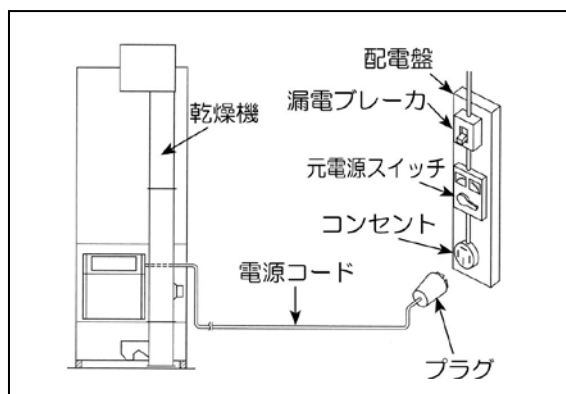 配電盤
漏電ブレーカ
乾燥機
元電源スイッチ
コンセント
電源コード
プラグ